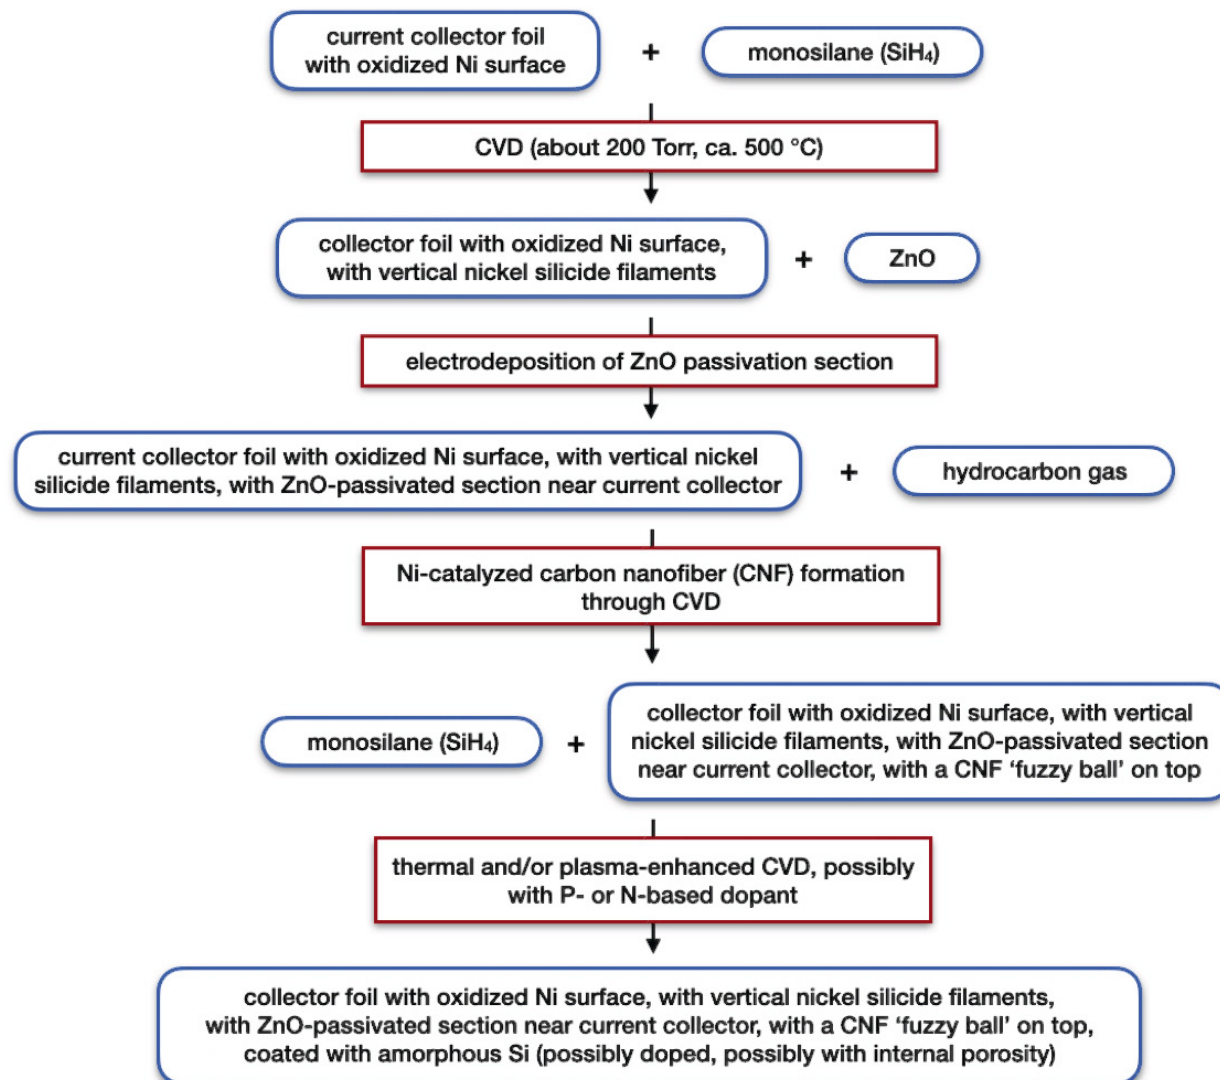 current collector foil
with oxidized Ni surface
+
monosilane (SiH₄)
CVD (about 200 Torr, ca. 500 °C)
collector foil with oxidized Ni surface,
with vertical nickel silicide filaments
+
ZnO
electrodeposition of ZnO passivation section
current collector foil with oxidized Ni surface, with vertical nickel
silicide filaments, with ZnO-passivated section near current collector
+
hydrocarbon gas
Ni-catalyzed carbon nanofiber (CNF) formation
through CVD
monosilane (SiH₄)
+
collector foil with oxidized Ni surface, with vertical
nickel silicide filaments, with ZnO-passivated section
near current collector, with a CNF ‘fuzzy ball’ on top
thermal and/or plasma-enhanced CVD, possibly
with P- or N-based dopant
collector foil with oxidized Ni surface, with vertical nickel silicide filaments,
with ZnO-passivated section near current collector, with a CNF ‘fuzzy ball’ on top,
coated with amorphous Si (possibly doped, possibly with internal porosity)